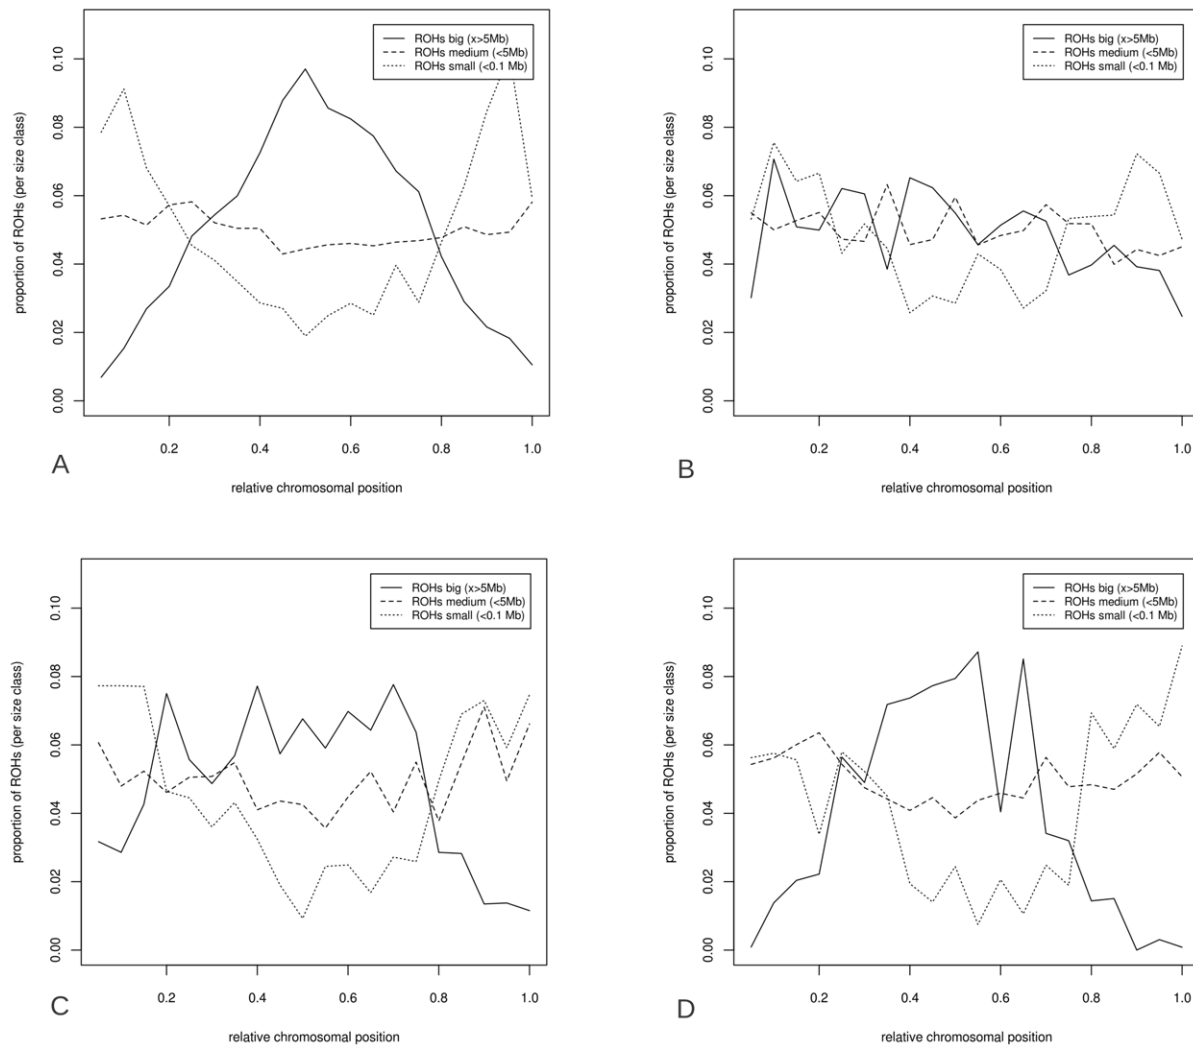 ROHs big (x>5Mb)
ROHs medium (<5Mb)
ROHs small (<0.1 Mb)
proportion of ROHs (per size class)
0.10
0.08
0.06
0.04
0.02
0.00
0.2 0.4 0.6 0.8 1.0
A
relative chromosomal position
ROHs big (x>5Mb)
ROHs medium (<5Mb)
ROHs small (<0.1 Mb)
proportion of ROHs (per size class)
0.10
0.08
0.06
0.04
0.02
0.00
0.2 0.4 0.6 0.8 1.0
B
relative chromosomal position
ROHs big (x>5Mb)
ROHs medium (<5Mb)
ROHs small (<0.1 Mb)
proportion of ROHs (per size class)
0.10
0.08
0.06
0.04
0.02
0.00
0.2 0.4 0.6 0.8 1.0
C
relative chromosomal position
ROHs big (x>5Mb)
ROHs medium (<5Mb)
ROHs small (<0.1 Mb)
proportion of ROHs (per size class)
0.10
0.08
0.06
0.04
0.02
0.00
0.2 0.4 0.6 0.8 1.0
D
relative chromosomal position